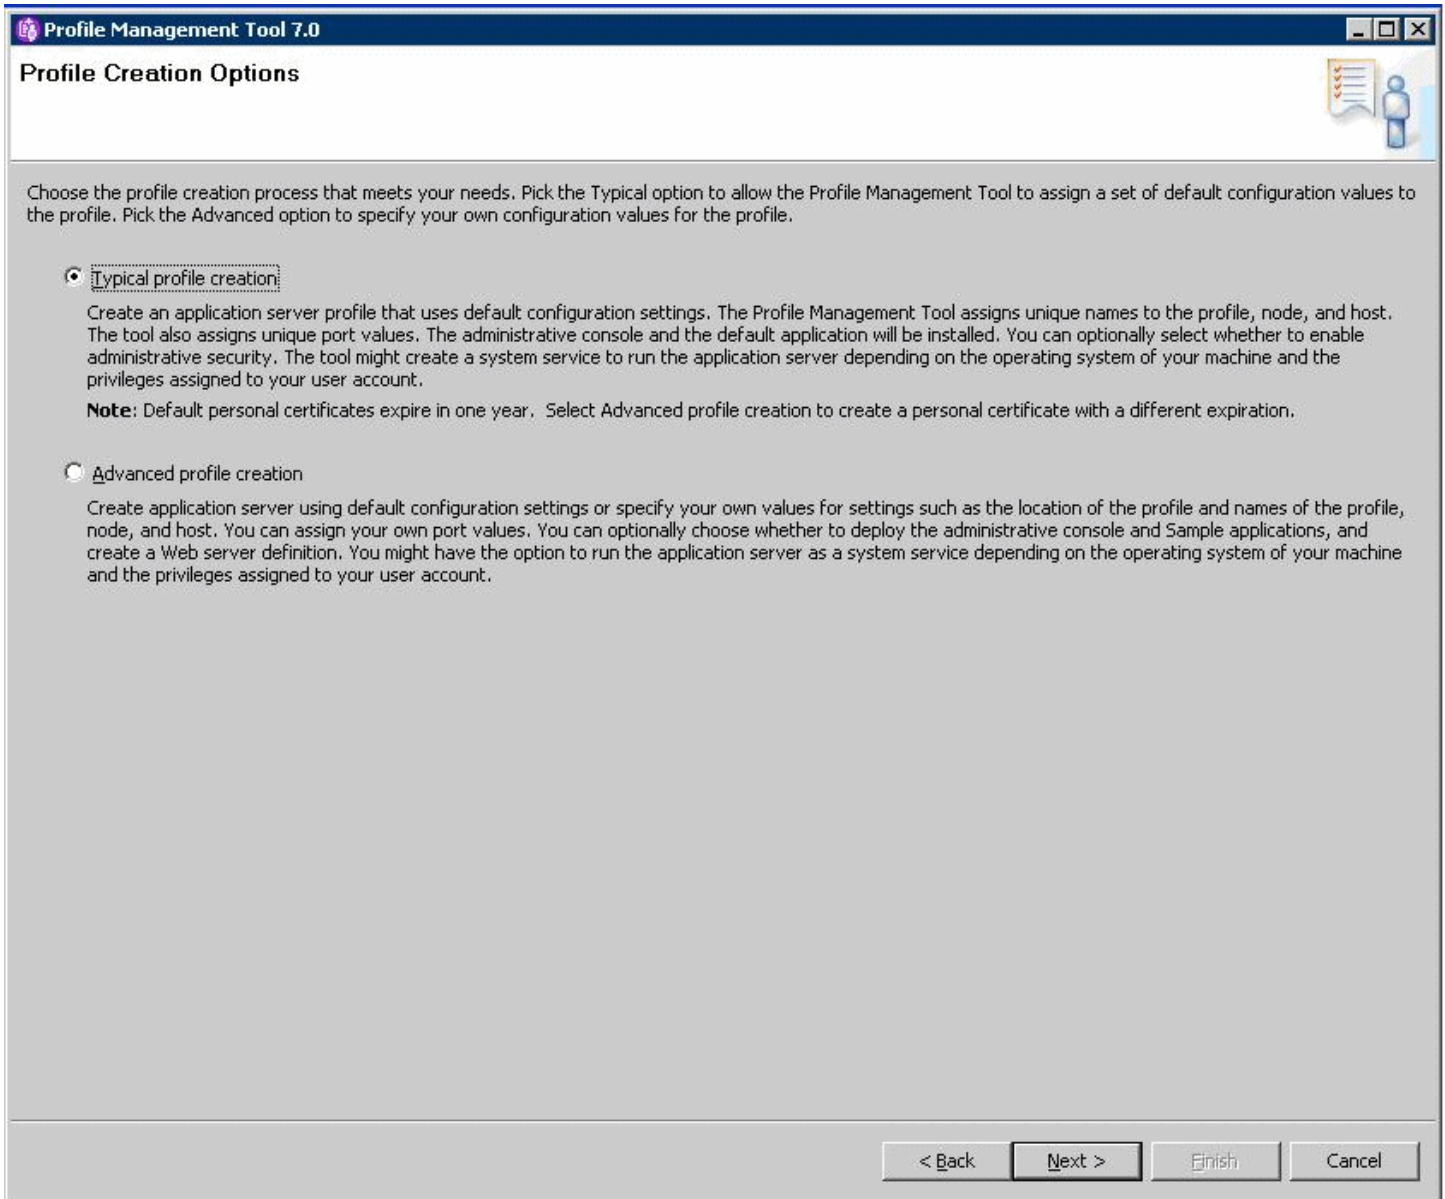 Profile Management Tool 7.0
Profile Creation Options
Choose the profile creation process that meets your needs. Pick the Typical option to allow the Profile Management Tool to assign a set of default configuration values to
the profile. Pick the Advanced option to specify your own configuration values for the profile.
Typical profile creation
Create an application server profile that uses default configuration settings. The Profile Management Tool assigns unique names to the profile, node, and host.
The tool also assigns unique port values. The administrative console and the default application will be installed. You can optionally select whether to enable
administrative security. The tool might create a system service to run the application server depending on the operating system of your machine and the
privileges assigned to your user account.
Note: Default personal certificates expire in one year. Select Advanced profile creation to create a personal certificate with a different expiration.
Advanced profile creation
Create application server using default configuration settings or specify your own values for settings such as the location of the profile and names of the profile,
node, and host. You can assign your own port values. You can optionally choose whether to deploy the administrative console and Sample applications, and
create a Web server definition. You might have the option to run the application server as a system service depending on the operating system of your machine
and the privileges assigned to your user account.
< Back Next > Finish Cancel